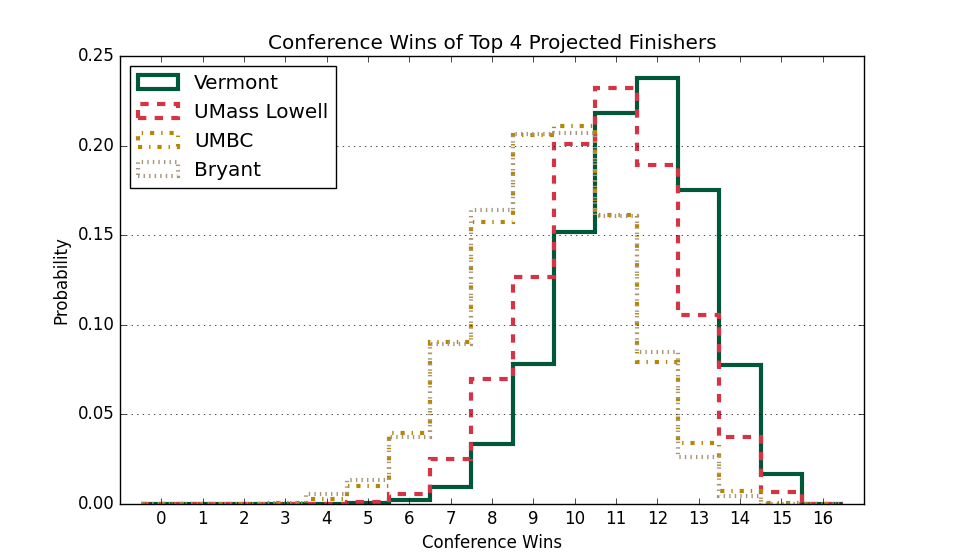 Conference Wins of Top 4 Projected Finishers
Vermont
UMass Lowell
UMBC
Bryant
Probability
0.25
0.20
0.15
0.10
0.05
0.00
0 1 2 3 4 5 6 7 8 9 10 11 12 13 14 15 16
Conference Wins